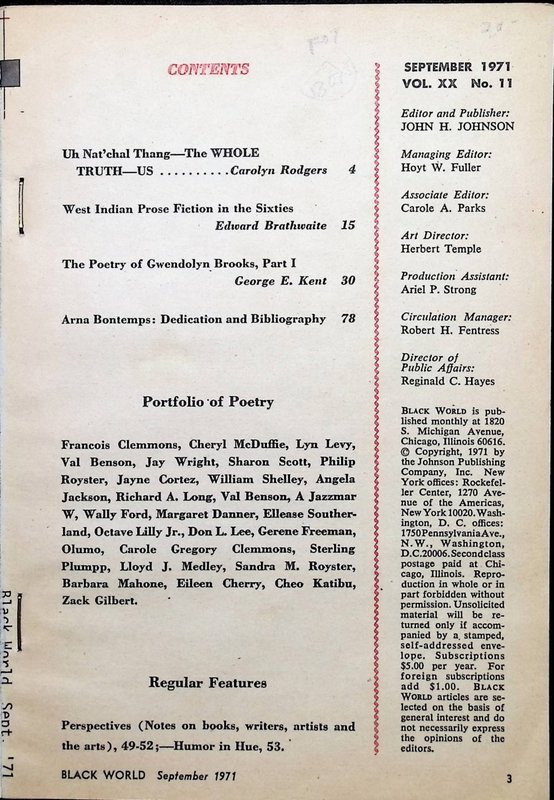 CONTENTS
Uh Nat'chal Thang—The WHOLE
TRUTH—US ..........Carolyn Rodgers 4
West Indian Prose Fiction in the Sixties
Edward Brathwaite 15
The Poetry of Gwendolyn Brooks, Part I
George E. Kent 30
Arna Bontemps: Dedication and Bibliography 78
Portfolio of Poetry
Francois Clemmons, Cheryl McDuffie, Lyn Levy,
Val Benson, Jay Wright, Sharon Scott, Philip
Royster, Jayne Cortez, William Shelley, Angela
Jackson, Richard A. Long, Val Benson, A Jazzmar
W, Wally Ford, Margaret Danner, Ellease Souther-
land, Octave Lilly Jr., Don L. Lee, Gerene Freeman,
Olumo, Carole Gregory Clemmons, Sterling
Plumpp, Lloyd J. Medley, Sandra M. Royster,
Barbara Mahone, Eileen Cherry, Cheo Katibu,
Zack Gilbert.
Regular Features
Perspectives (Notes on books, writers, artists and
the arts), 49-52;—Humor in Hue, 53.
SEPTEMBER 1971
VOL. XX No. 11
Editor and Publisher:
JOHN H. JOHNSON
Managing Editor:
Hoyt W. Fuller
Associate Editor:
Carole A. Parks
Art Director:
Herbert Temple
Production Assistant:
Ariel P. Strong
Circulation Manager:
Robert H. Fentress
Director of
Public Affairs:
Reginald C. Hayes
BLACK WORLD is pub-
lished monthly at 1820
S. Michigan Avenue,
Chicago, Illinois 60616.
© Copyright, 1971 by
the Johnson Publishing
Company, Inc. New
York offices: Rockefel-
ler Center, 1270 Ave-
nue of the Americas,
New York 10020. Wash-
ington, D. C. offices:
1750 Pennsylvania Ave.,
N.W., Washington,
D.C. 20006. Second class
postage paid at Chi-
cago, Illinois. Repro-
duction in whole or in
part forbidden without
permission. Unsolicited
material will be re-
turned only if accom-
panied by a stamped,
self-addressed enve-
lope. Subscriptions
$5.00 per year. For
foreign subscriptions
add $1.00. BLACK
WORLD articles are se-
lected on the basis of
general interest and do
not necessarily express
the opinions of the
editors.
BLACK WORLD September 1971
3
Black World Sept. '71